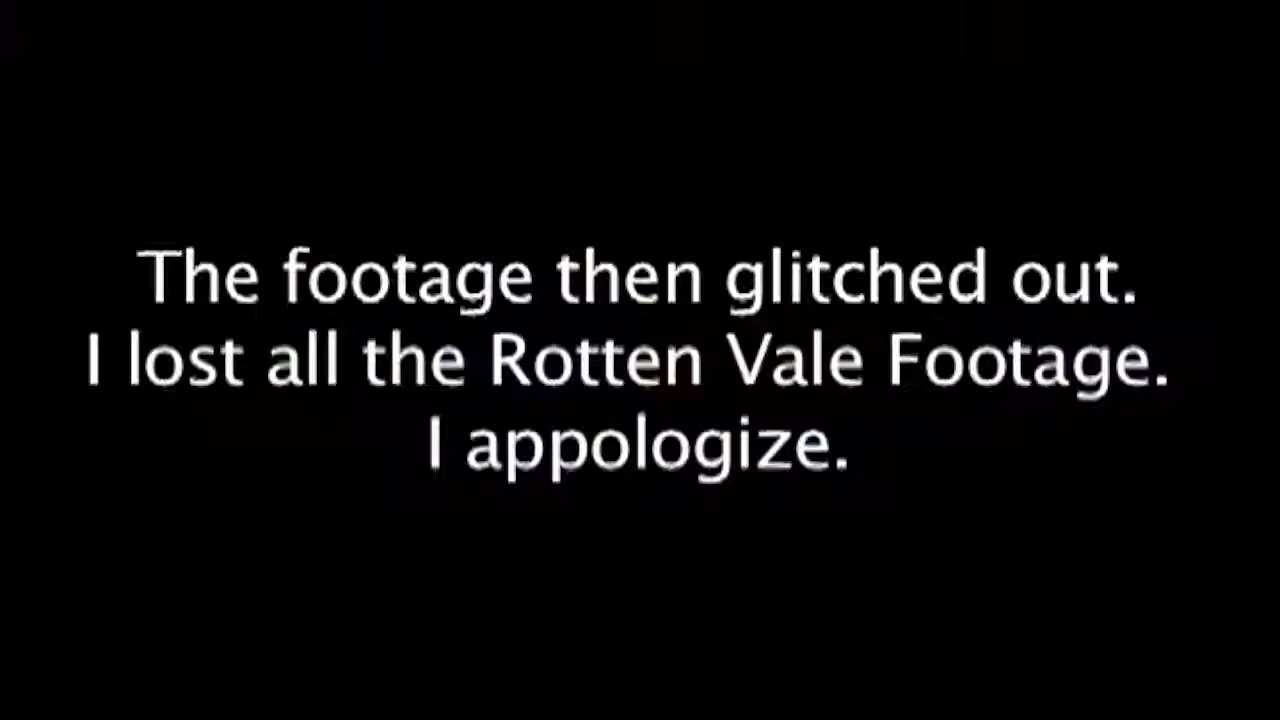 The footage then glitched out.
I lost all the Rotten Vale Footage.
I appologize.